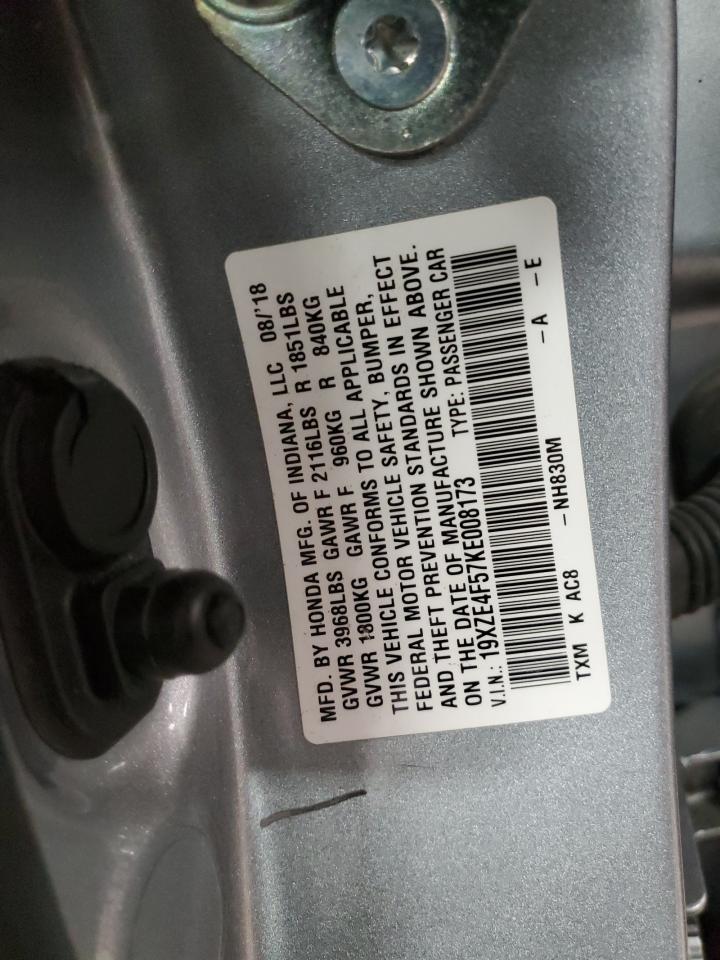 MFD. BY HONDA MFG. OF INDIANA, LLC 08/'18
GVWR 3968LBS GAWR F 2116LBS R 1851LBS
GVWR 1800KG GAWR F 960KG R 840KG
THIS VEHICLE CONFORMS TO ALL APPLICABLE
FEDERAL MOTOR VEHICLE SAFETY, BUMPER,
AND THEFT PREVENTION STANDARDS IN EFFECT
ON THE DATE OF MANUFACTURE SHOWN ABOVE.
V.I.N.: 19XZE4F57KE008173 TYPE: PASSENGER CAR
TXM K AC8 - NH830M - A - E